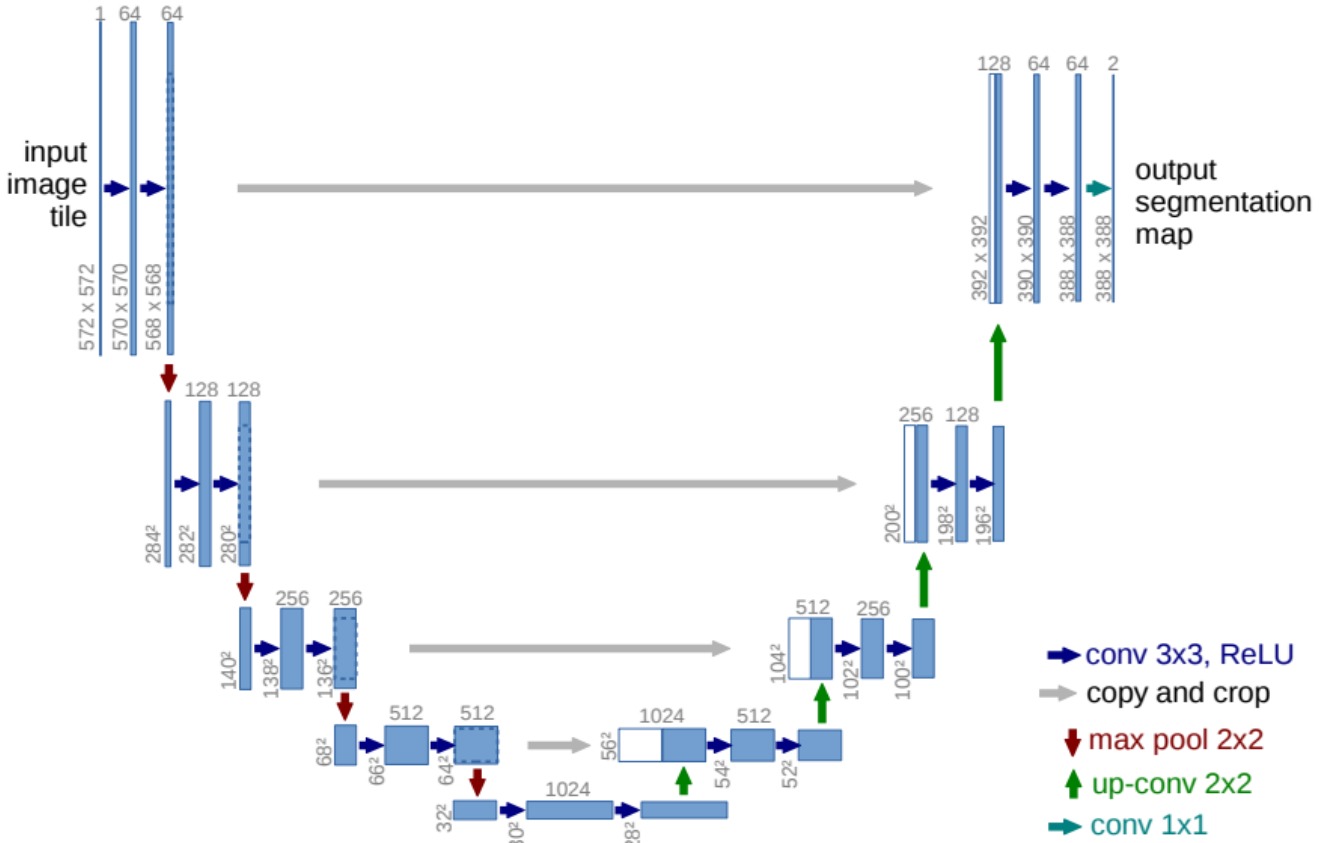 1 64 64
128 64 64 2
input
image
tile
output
segmentation
map
572 x 572
570 x 570
568 x 568
392 x 392
390 x 390
388 x 388
388 x 388
128 128
256 128
284²
282²
280²
200²
198²
196²
256 256
512 256
140²
138²
136²
104²
102²
100²
512 512
1024 512
68²
66²
64²
56²
54²
52²
1024
32²
30²
28²
conv 3x3, ReLU
copy and crop
max pool 2x2
up-conv 2x2
conv 1x1